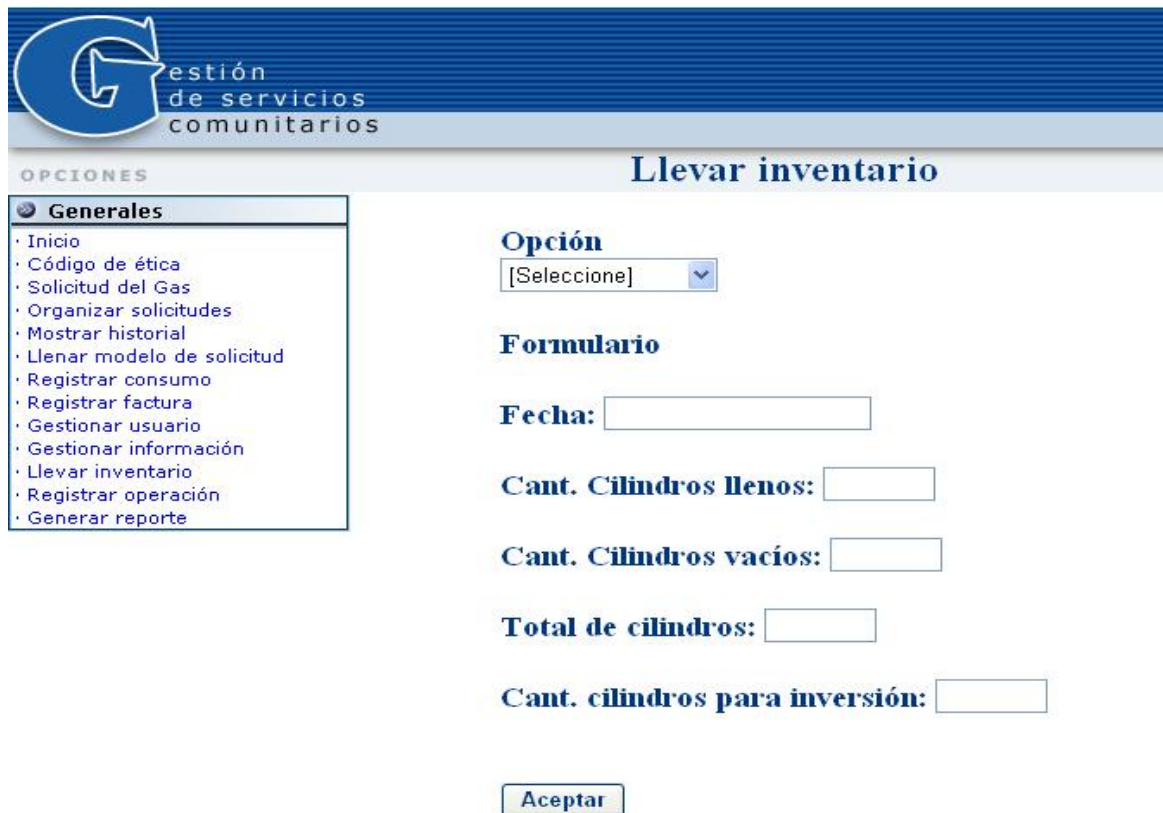 Gestión
de servicios
comunitarios
OPCIONES
Llevar inventario
Generales
· Inicio
· Código de ética
· Solicitud del Gas
· Organizar solicitudes
· Mostrar historial
· Llenar modelo de solicitud
· Registrar consumo
· Registrar factura
· Gestionar usuario
· Gestionar información
· Llevar inventario
· Registrar operación
· Generar reporte
Opción
[Seleccione]
Formulario
Fecha:
Cant. Cilindros llenos:
Cant. Cilindros vacíos:
Total de cilindros:
Cant. cilindros para inversión:
Aceptar